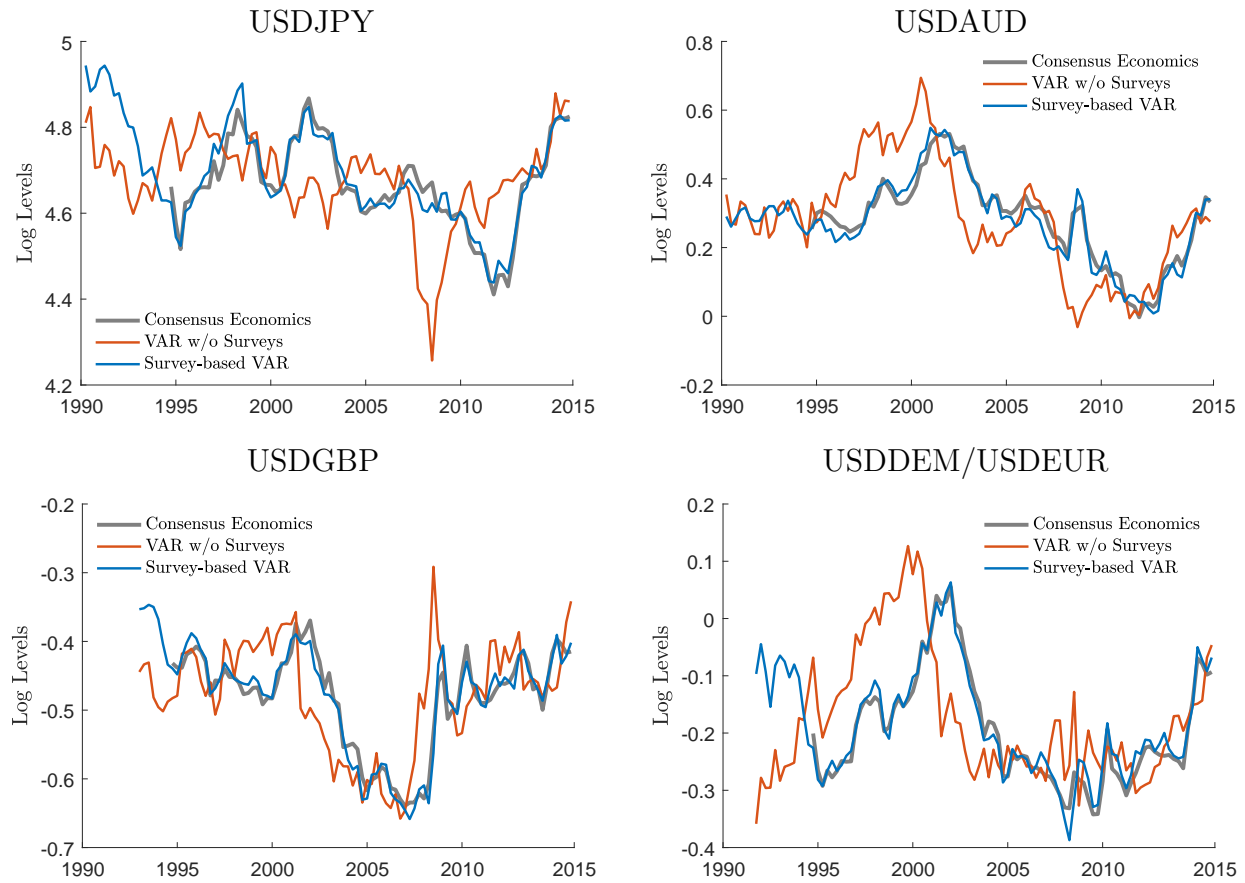 USDJPY
5
4.8
4.6
4.4
4.2
Log Levels
Consensus Economics
VAR w/o Surveys
Survey-based VAR
1990 1995 2000 2005 2010 2015
USDAUD
0.8
0.6
0.4
0.2
0
-0.2
Log Levels
Consensus Economics
VAR w/o Surveys
Survey-based VAR
1990 1995 2000 2005 2010 2015
USDGBP
-0.2
-0.3
-0.4
-0.5
-0.6
-0.7
Log Levels
Consensus Economics
VAR w/o Surveys
Survey-based VAR
1990 1995 2000 2005 2010 2015
USDDEM/USDEUR
0.2
0.1
0
-0.1
-0.2
-0.3
-0.4
Log Levels
Consensus Economics
VAR w/o Surveys
Survey-based VAR
1990 1995 2000 2005 2010 2015